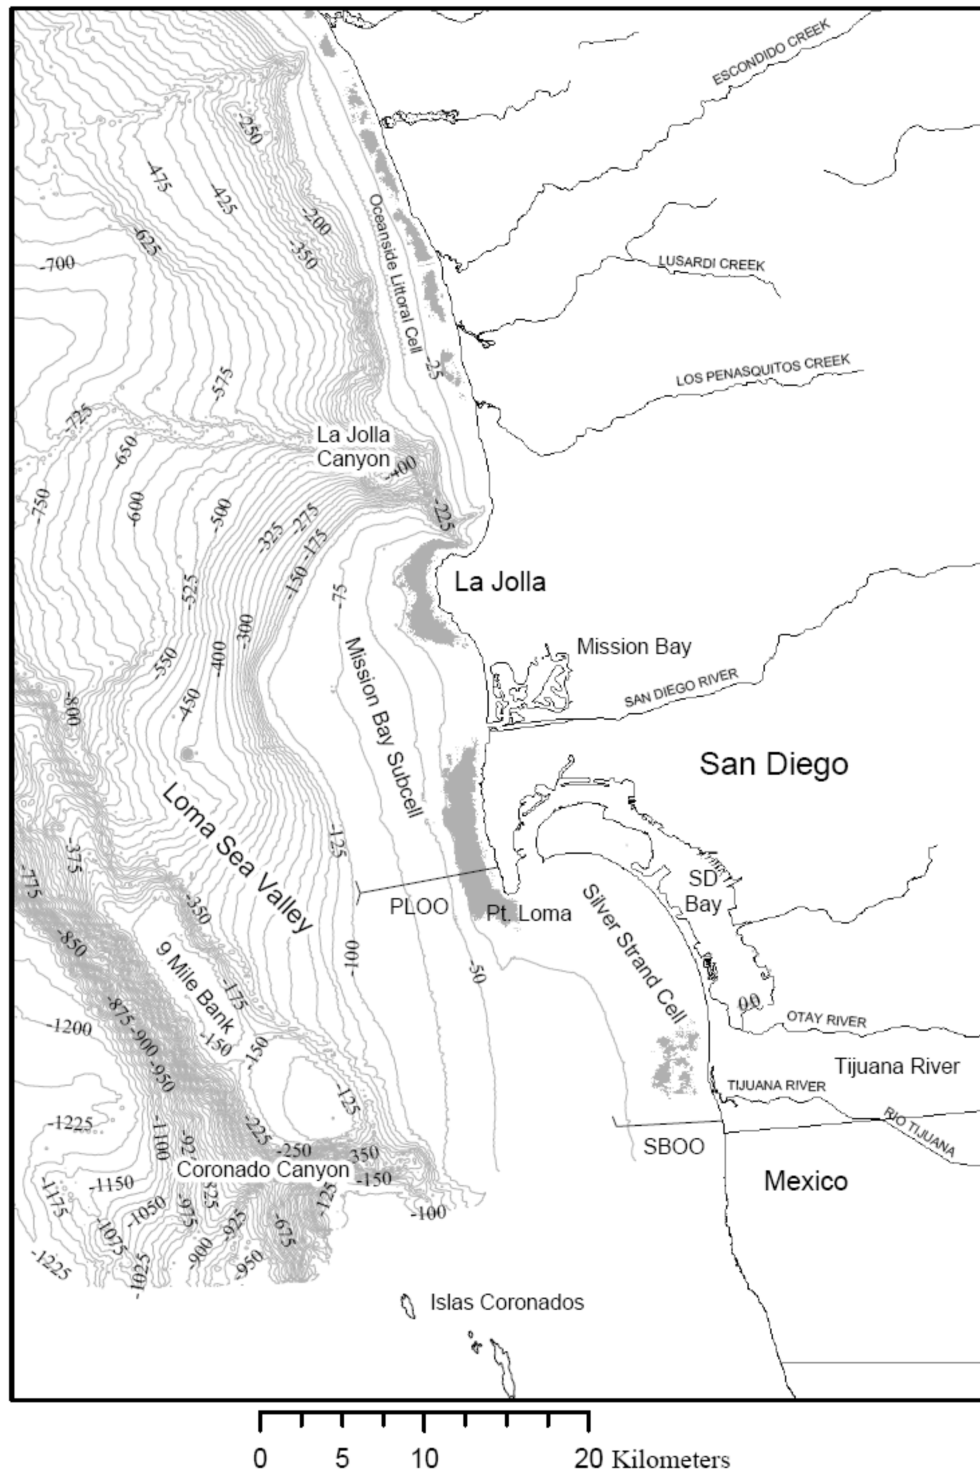 ESCONDIDO CREEK
-250
-475
-425
-200
Oceanside Littoral Cell
-625
-350
-700
LUSARDI CREEK
-25
LOS PENASQUITOS CREEK
-575
-725
La Jolla
Canyon
-650
-400
-750
-600
-500
-225
-275
-325
-175
-150
La Jolla
-525
-75
-300
Mission Bay
-550
-400
Mission Bay Subcell
SAN DIEGO RIVER
-800
-450
San Diego
Loma Sea Valley
-125
-375
-775
SD
Bay
PLOO
Pt. Loma
-350
Silver Strand Cell
-850
9 Mile Bank
-100
-50
-175
-875
-1200
-900
-150
-150
OTAY RIVER
-950
Tijuana River
TIJUANA RIVER
-125
-1225
RIO TIJUANA
-225
-1100
-250
350
SBOO
Coronado Canyon
-150
Mexico
-1150
-1175
-125
-1050
-975
-925
-100
-675
-1075
-900
-950
-1225
-1025
Islas Coronados
0 5 10 20 Kilometers